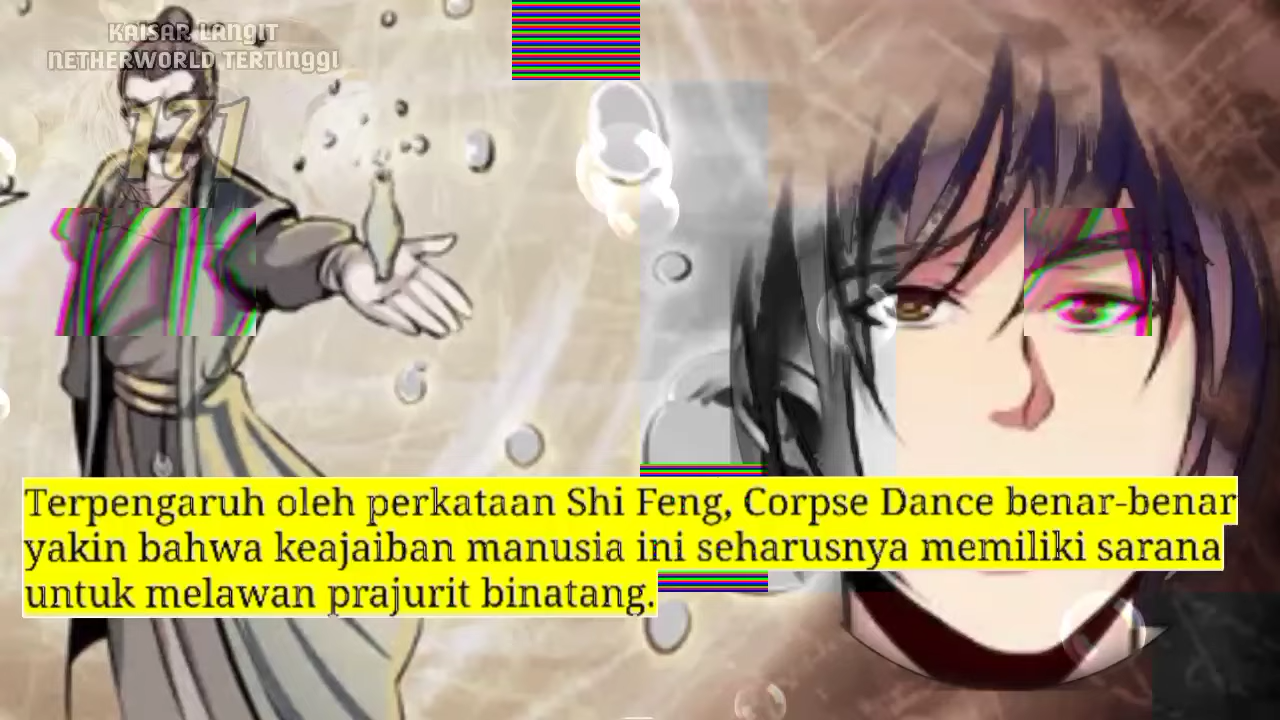 KAISAR LANGIT
NETHERWORLD TERTINGGI
171
Terpengaruh oleh perkataan Shi Feng, Corpse Dance benar-benar
yakin bahwa keajaiban manusia ini seharusnya memiliki sarana
untuk melawan prajurit binatang.